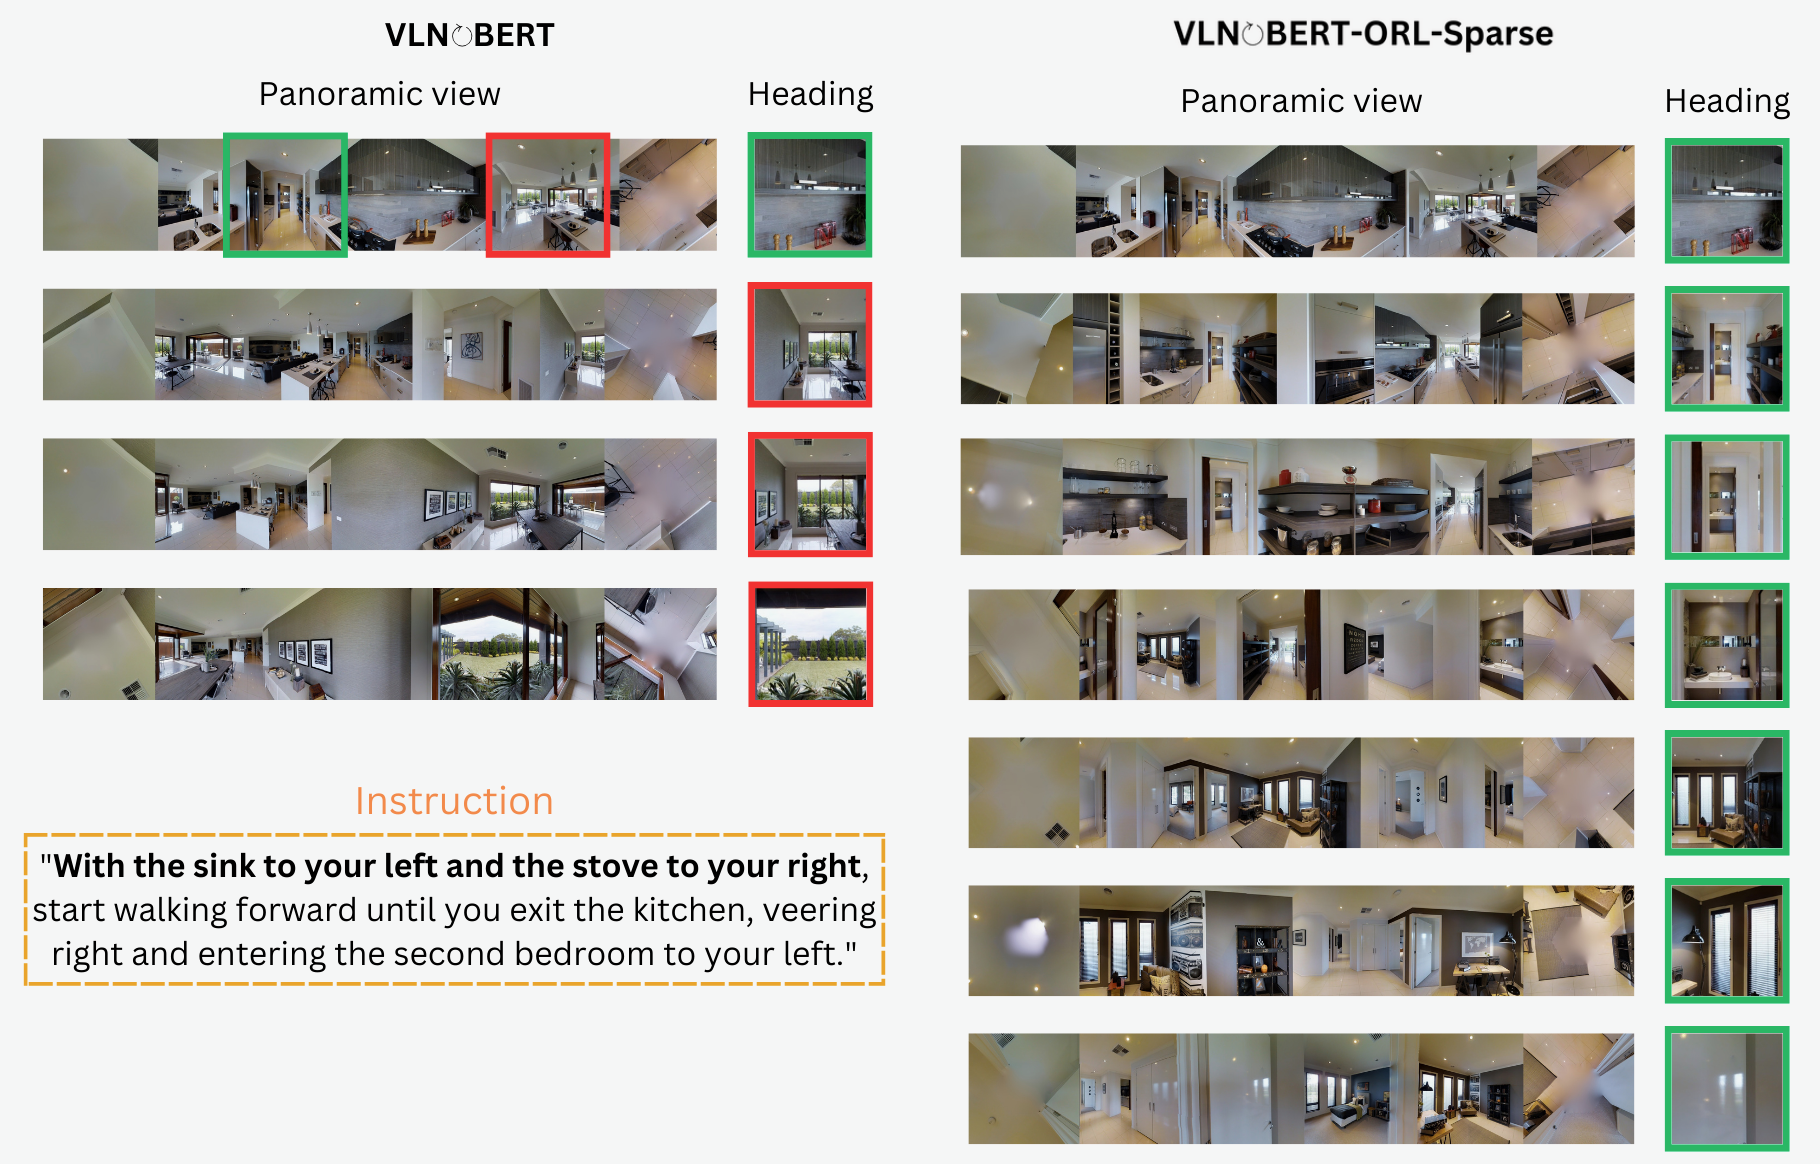 VLN↻BERT
Panoramic view
Heading
Instruction
"With the sink to your left and the stove to your right,
start walking forward until you exit the kitchen, veering
right and entering the second bedroom to your left."
VLN↻BERT-ORL-Sparse
Panoramic view
Heading
&